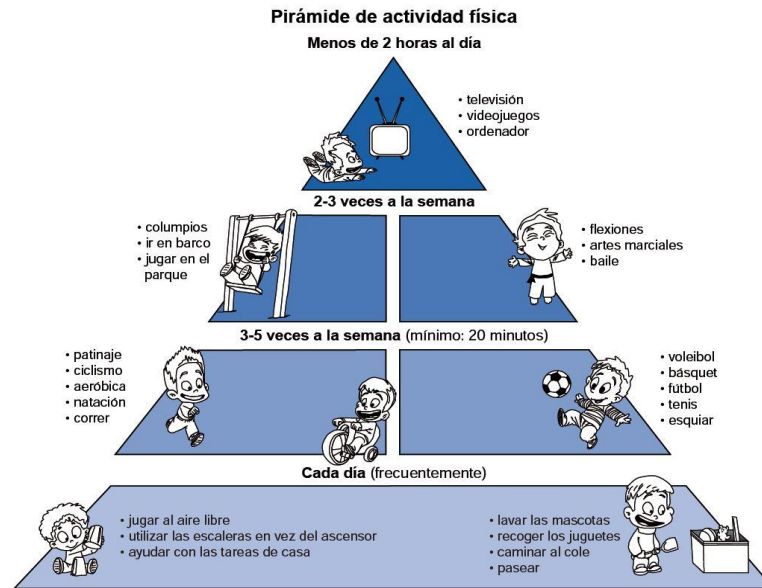 Pirámide de actividad física
Menos de 2 horas al día
• televisión
• videojuegos
• ordenador
2-3 veces a la semana
• columpios
• ir en barco
• jugar en el
parque
• flexiones
• artes marciales
• baile
3-5 veces a la semana (mínimo: 20 minutos)
• patinaje
• ciclismo
• aeróbica
• natación
• correr
• voleibol
• básquet
• fútbol
• tenis
• esquiar
Cada día (frecuentemente)
• jugar al aire libre
• utilizar las escaleras en vez del ascensor
• ayudar con las tareas de casa
• lavar las mascotas
• recoger los juguetes
• caminar al cole
• pasear